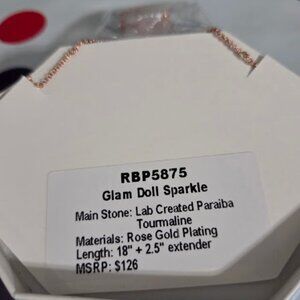 RBP5875
Glam Doll Sparkle
Main Stone: Lab Created Paraiba
Tourmaline
Materials: Rose Gold Plating
Length: 18" + 2.5" extender
MSRP: $126